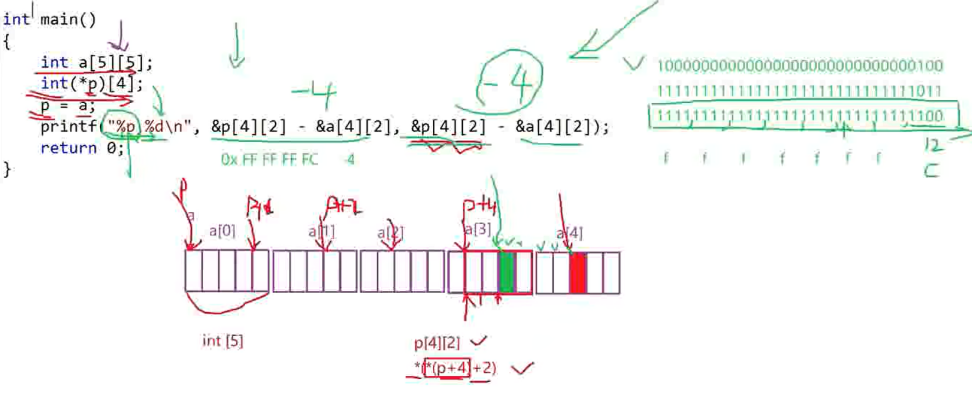 int main()
{
int a[5][5];
int(*p)[4];
p = a;
printf("%p,%d\n", &p[4][2] - &a[4][2], &p[4][2] - &a[4][2]);
return 0;
}
-4
-4
0x FF FF FF FC -4
10000000000000000000000000000100
11111111111111111111111111111011
11111111111111111111111111111100
4
12
f f f f f f f C
p
p+1 p+2 p+4
a
a[0] a[1] a[2] a[3] a[4]
int [5]
p[4][2]
*(*(p+4)+2)